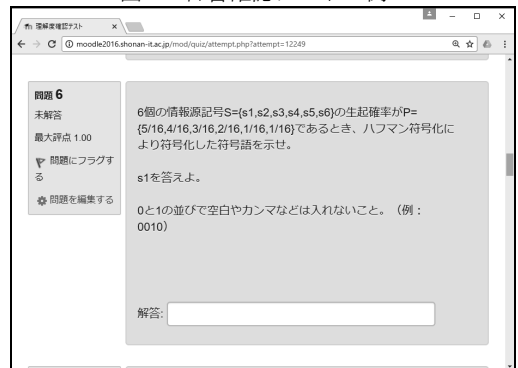 理解度確認テスト
moodle2016.shonan-it.ac.jp/mod/quiz/attempt.php?attempt=12249
問題 6
未解答
最大評点 1.00
問題にフラグす
る
問題を編集する
6個の情報源記号S={s1,s2,s3,s4,s5,s6}の生起確率がP=
{5/16,4/16,3/16,2/16,1/16,1/16}であるとき、ハフマン符号化に
より符号化した符号語を示せ。
s1を答えよ。
0と1の並びで空白やカンマなどは入れないこと。（例：
0010）
解答: